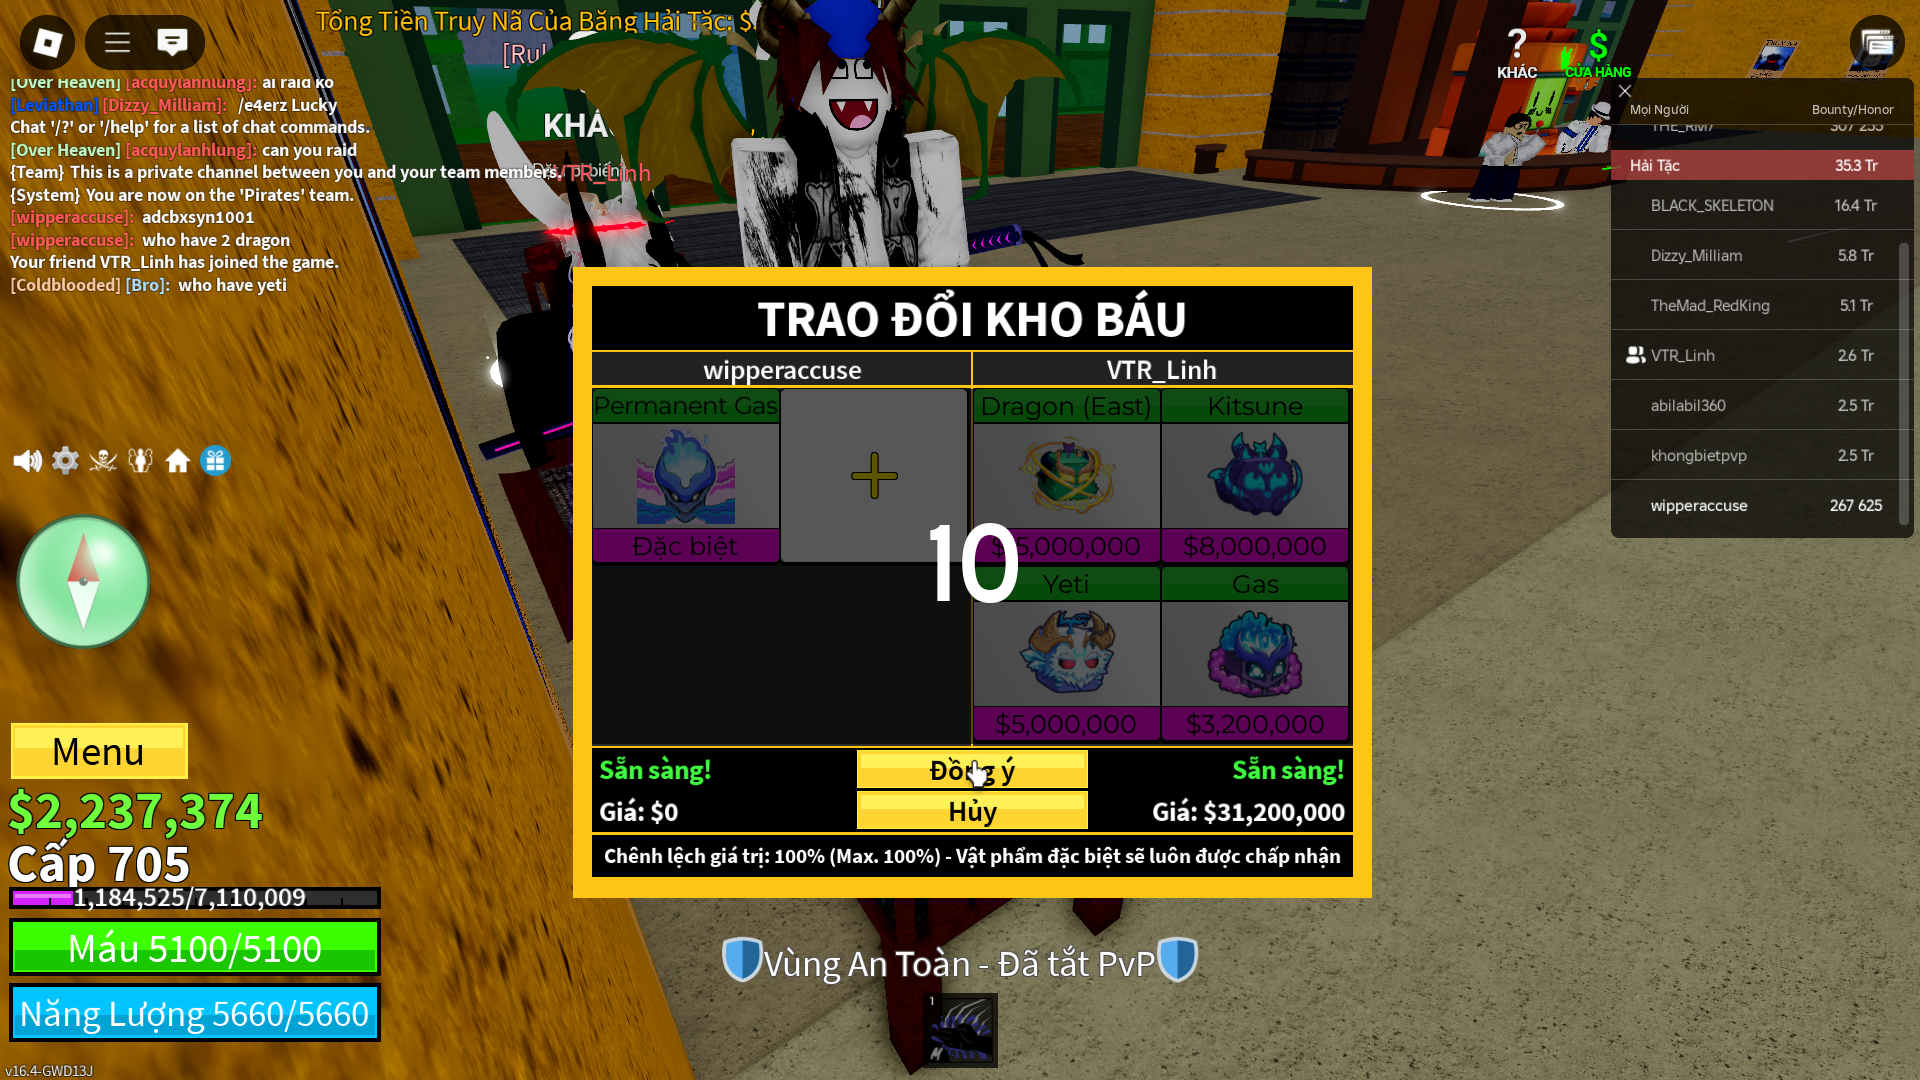 Tổng Tiền Truy Nã Của Băng Hải Tặc: $
[Over Heaven] [acquylanhlung]: ai raid ko
[Leviathan] [Dizzy_Milliam]: /e4erz Lucky
Chat '/?' or '/help' for a list of chat commands.
[Over Heaven] [acquylanhlung]: can you raid
{Team} This is a private channel between you and your team members.
{System} You are now on the 'Pirates' team.
[wipperaccuse]: adcbxsyn1001
[wipperaccuse]: who have 2 dragon
Your friend VTR_Linh has joined the game.
[Coldblooded] [Bro]: who have yeti
VTR_Linh
?
KHÁC
$
CỬA HÀNG
Mọi Người Bounty/Honor
THE_RM7 307 255
Hải Tặc 35.3 Tr
BLACK_SKELETON 16.4 Tr
Dizzy_Milliam 5.8 Tr
TheMad_RedKing 5.1 Tr
VTR_Linh 2.6 Tr
abilabil360 2.5 Tr
khongbietpvp 2.5 Tr
wipperaccuse 267 625
TRAO ĐỔI KHO BÁU
wipperaccuse VTR_Linh
Permanent Gas Dragon (East) Kitsune
Đặc biệt $8,000,000
10
Yeti Gas
$5,000,000 $3,200,000
Sẵn sàng! Đồng ý Sẵn sàng!
Giá: $0 Hủy Giá: $31,200,000
Chênh lệch giá trị: 100% (Max. 100%) - Vật phẩm đặc biệt sẽ luôn được chấp nhận
Menu
$2,237,374
Cấp 705
1,184,525/7,110,009
Máu 5100/5100
Năng Lượng 5660/5660
Vùng An Toàn - Đã tắt PvP
1
M
v16.4-GWD13J